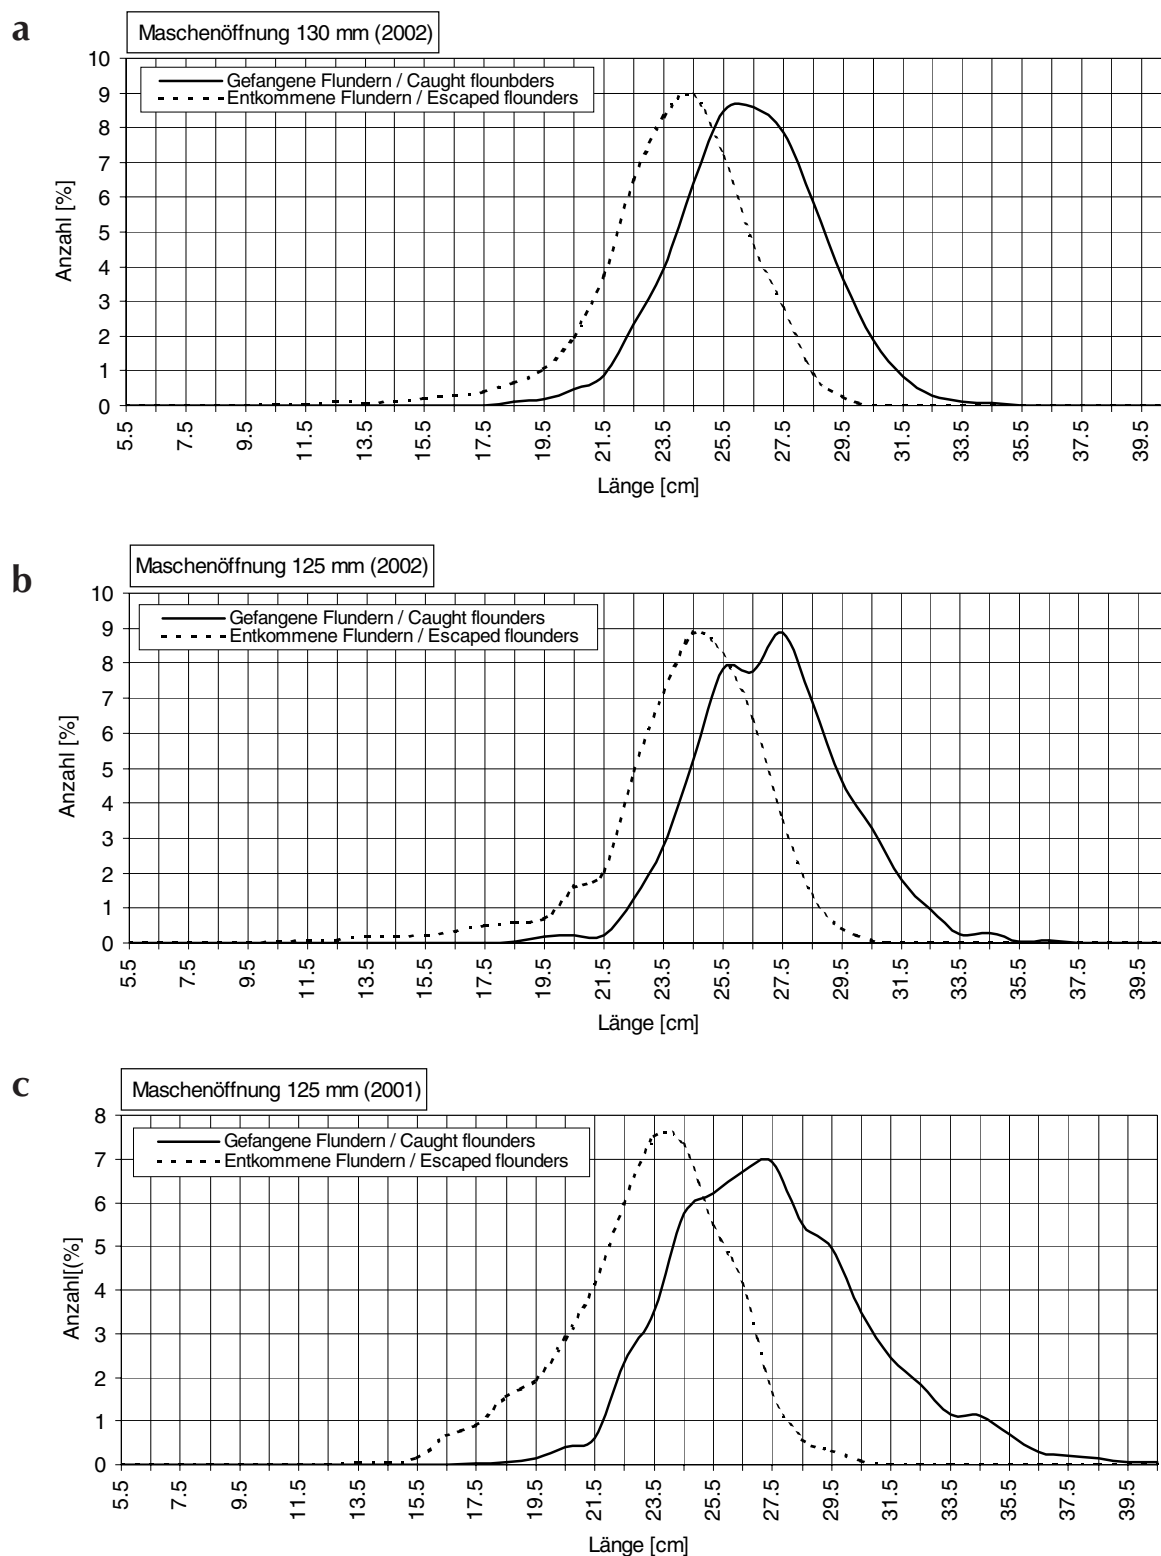 a
Maschenöffnung 130 mm (2002)
10
9
8
7
6
5
4
3
2
1
0
Anzahl [%]
Gefangene Flundern / Caught flounbders
Entkommene Flundern / Escaped flounders
5.5 7.5 9.5 11.5 13.5 15.5 17.5 19.5 21.5 23.5 25.5 27.5 29.5 31.5 33.5 35.5 37.5 39.5
Länge [cm]
b
Maschenöffnung 125 mm (2002)
10
9
8
7
6
5
4
3
2
1
0
Anzahl [%]
Gefangene Flundern / Caught flounders
Entkommene Flundern / Escaped flounders
5.5 7.5 9.5 11.5 13.5 15.5 17.5 19.5 21.5 23.5 25.5 27.5 29.5 31.5 33.5 35.5 37.5 39.5
Länge [cm]
c
Maschenöffnung 125 mm (2001)
8
7
6
5
4
3
2
1
0
Anzahl[(%]
Gefangene Flundern / Caught flounders
Entkommene Flundern / Escaped flounders
5.5 7.5 9.5 11.5 13.5 15.5 17.5 19.5 21.5 23.5 25.5 27.5 29.5 31.5 33.5 35.5 37.5 39.5
Länge [cm]